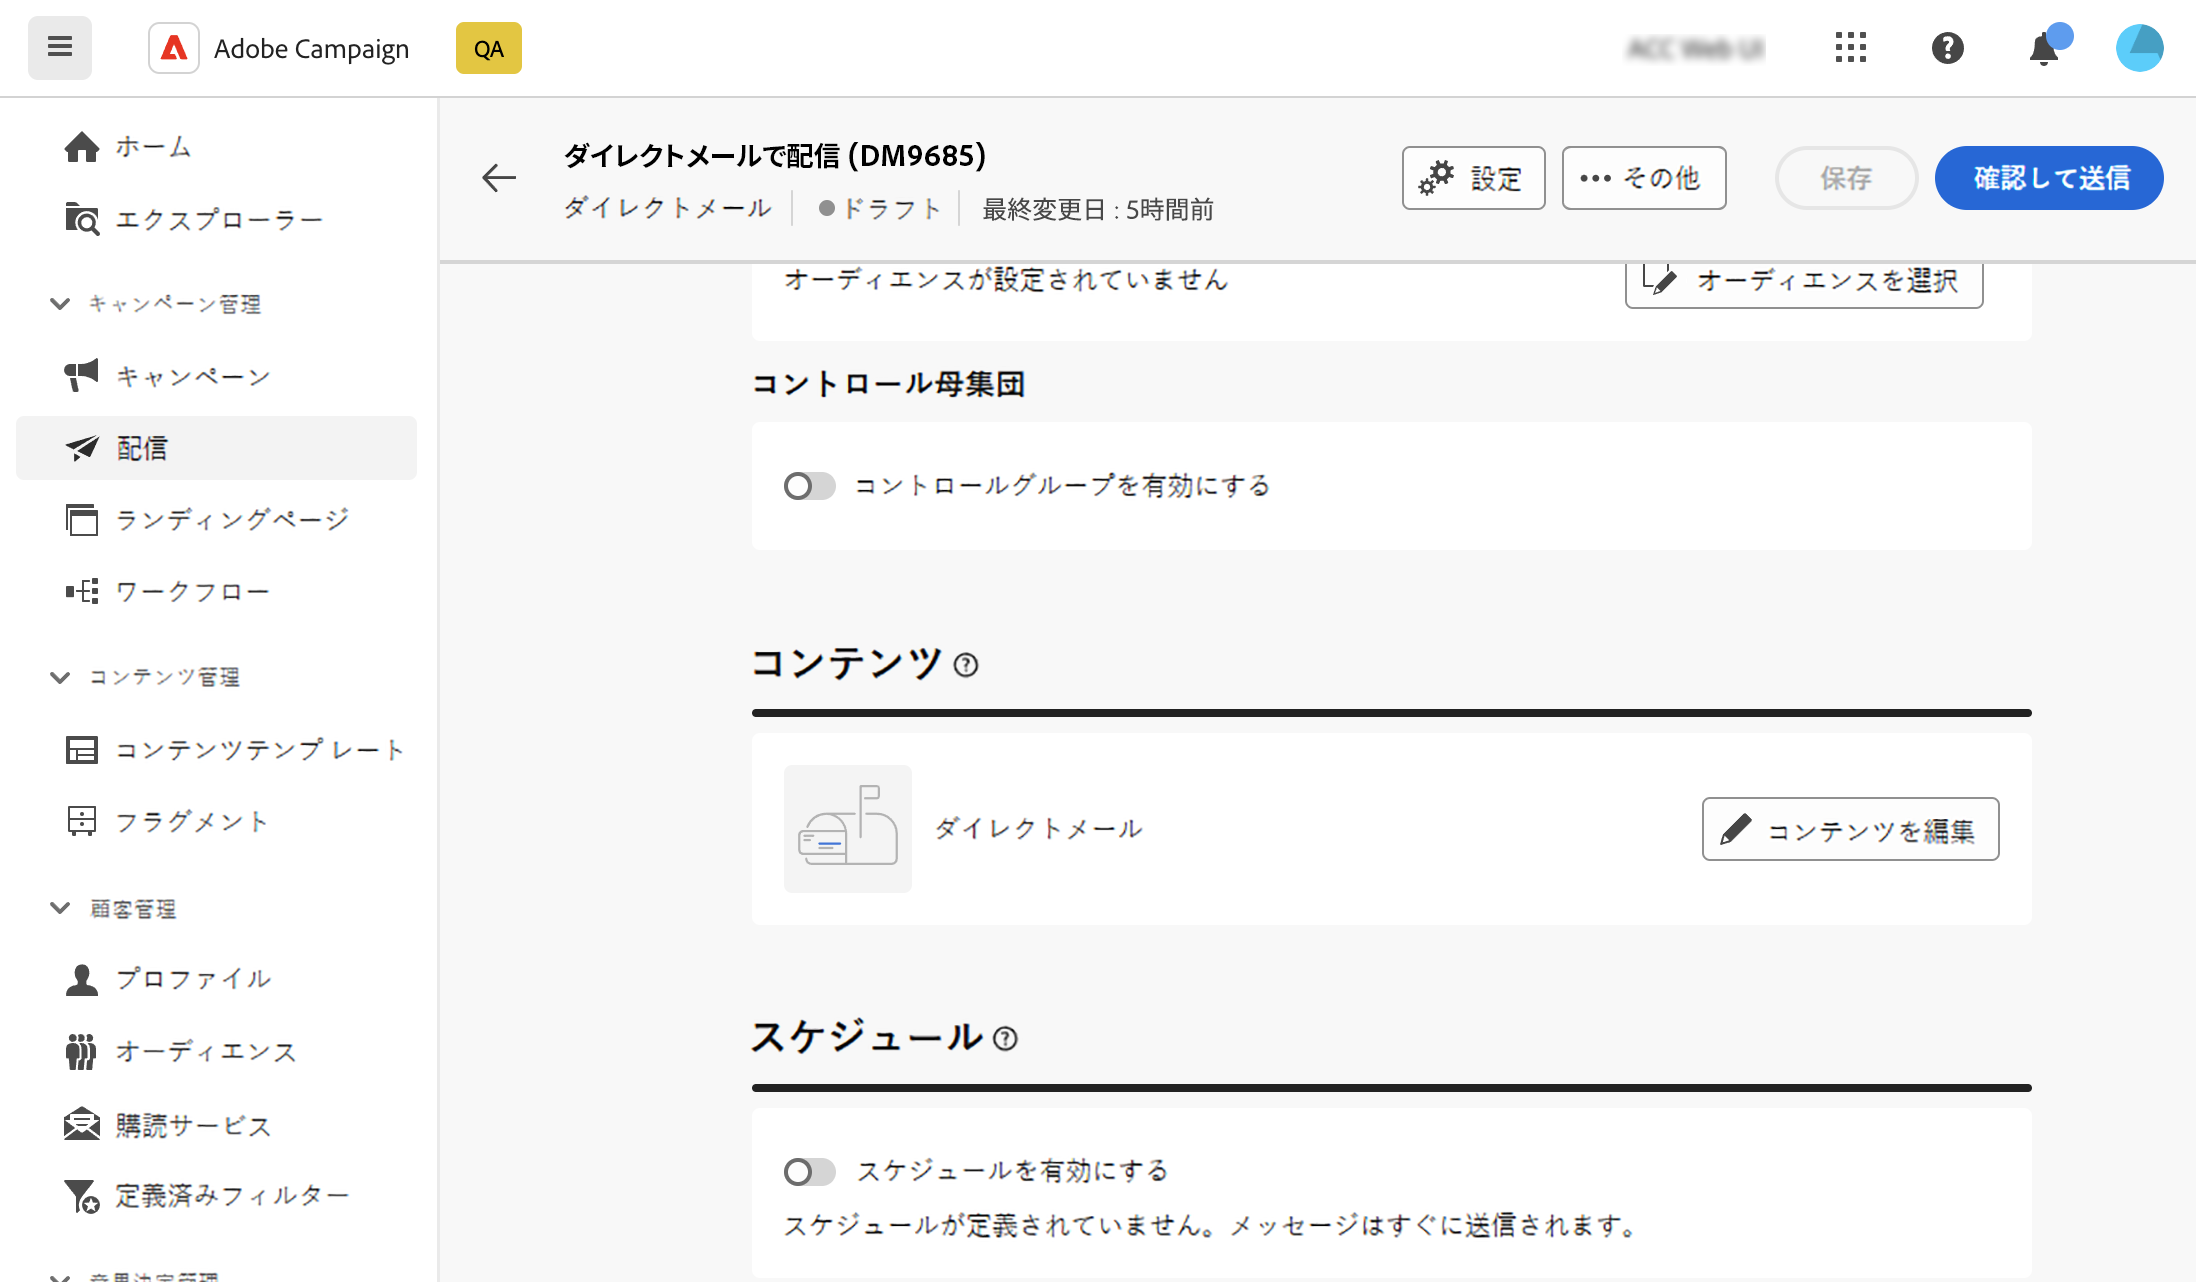 Adobe Campaign
QA
ACC Web UI
ホーム
エクスプローラー
キャンペーン管理
キャンペーン
配信
ランディングページ
ワークフロー
コンテンツ管理
コンテンツテンプレート
フラグメント
顧客管理
プロファイル
オーディエンス
購読サービス
定義済みフィルター
ダイレクトメールで配信 (DM9685)
ダイレクトメール
ドラフト
最終変更日 : 5時間前
設定
その他
保存
確認して送信
オーディエンスが設定されていません
オーディエンスを選択
コントロール母集団
コントロールグループを有効にする
コンテンツ
ダイレクトメール
コンテンツを編集
スケジュール
スケジュールを有効にする
スケジュールが定義されていません。メッセージはすぐに送信されます。